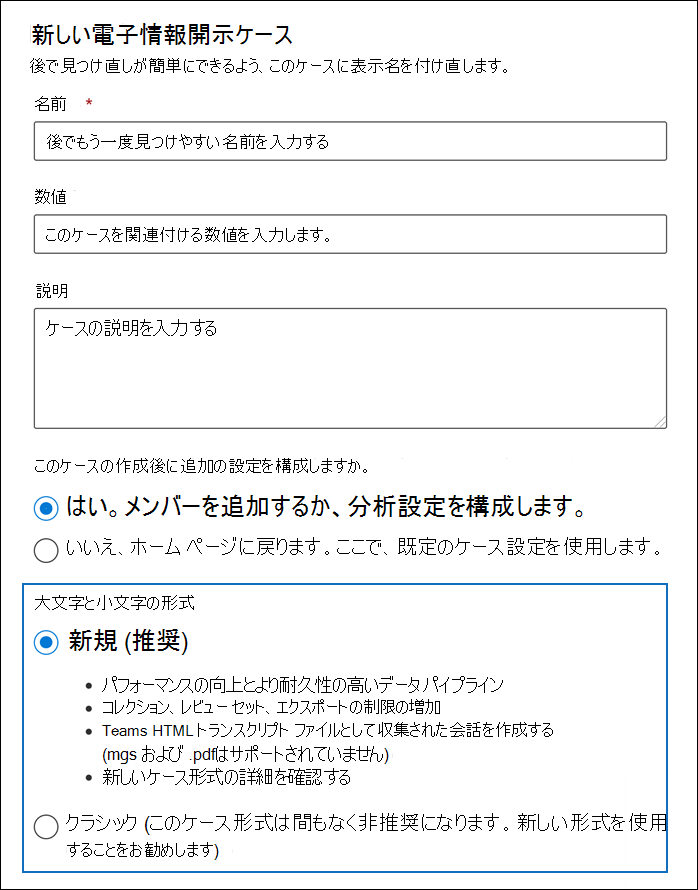 新しい電子情報開示ケース
後で見つけ直しが簡単にできるよう、このケースに表示名を付け直します。
名前 *
後でもう一度見つけやすい名前を入力する
数値
このケースを関連付ける数値を入力します。
説明
ケースの説明を入力する
このケースの作成後に追加の設定を構成しますか。
はい。メンバーを追加するか、分析設定を構成します。
いいえ、ホーム ページに戻ります。ここで、既定のケース設定を使用します。
大文字と小文字の形式
新規 (推奨)
• パフォーマンスの向上とより耐久性の高いデータ パイプライン
• コレクション、レビュー セット、エクスポートの制限の増加
• Teams HTML トランスクリプト ファイルとして収集された会話を作成する
(mgs および .pdfはサポートされていません)
• 新しいケース形式の詳細を確認する
クラシック (このケース形式は間もなく非推奨になります。新しい形式を使用
することをお勧めします)